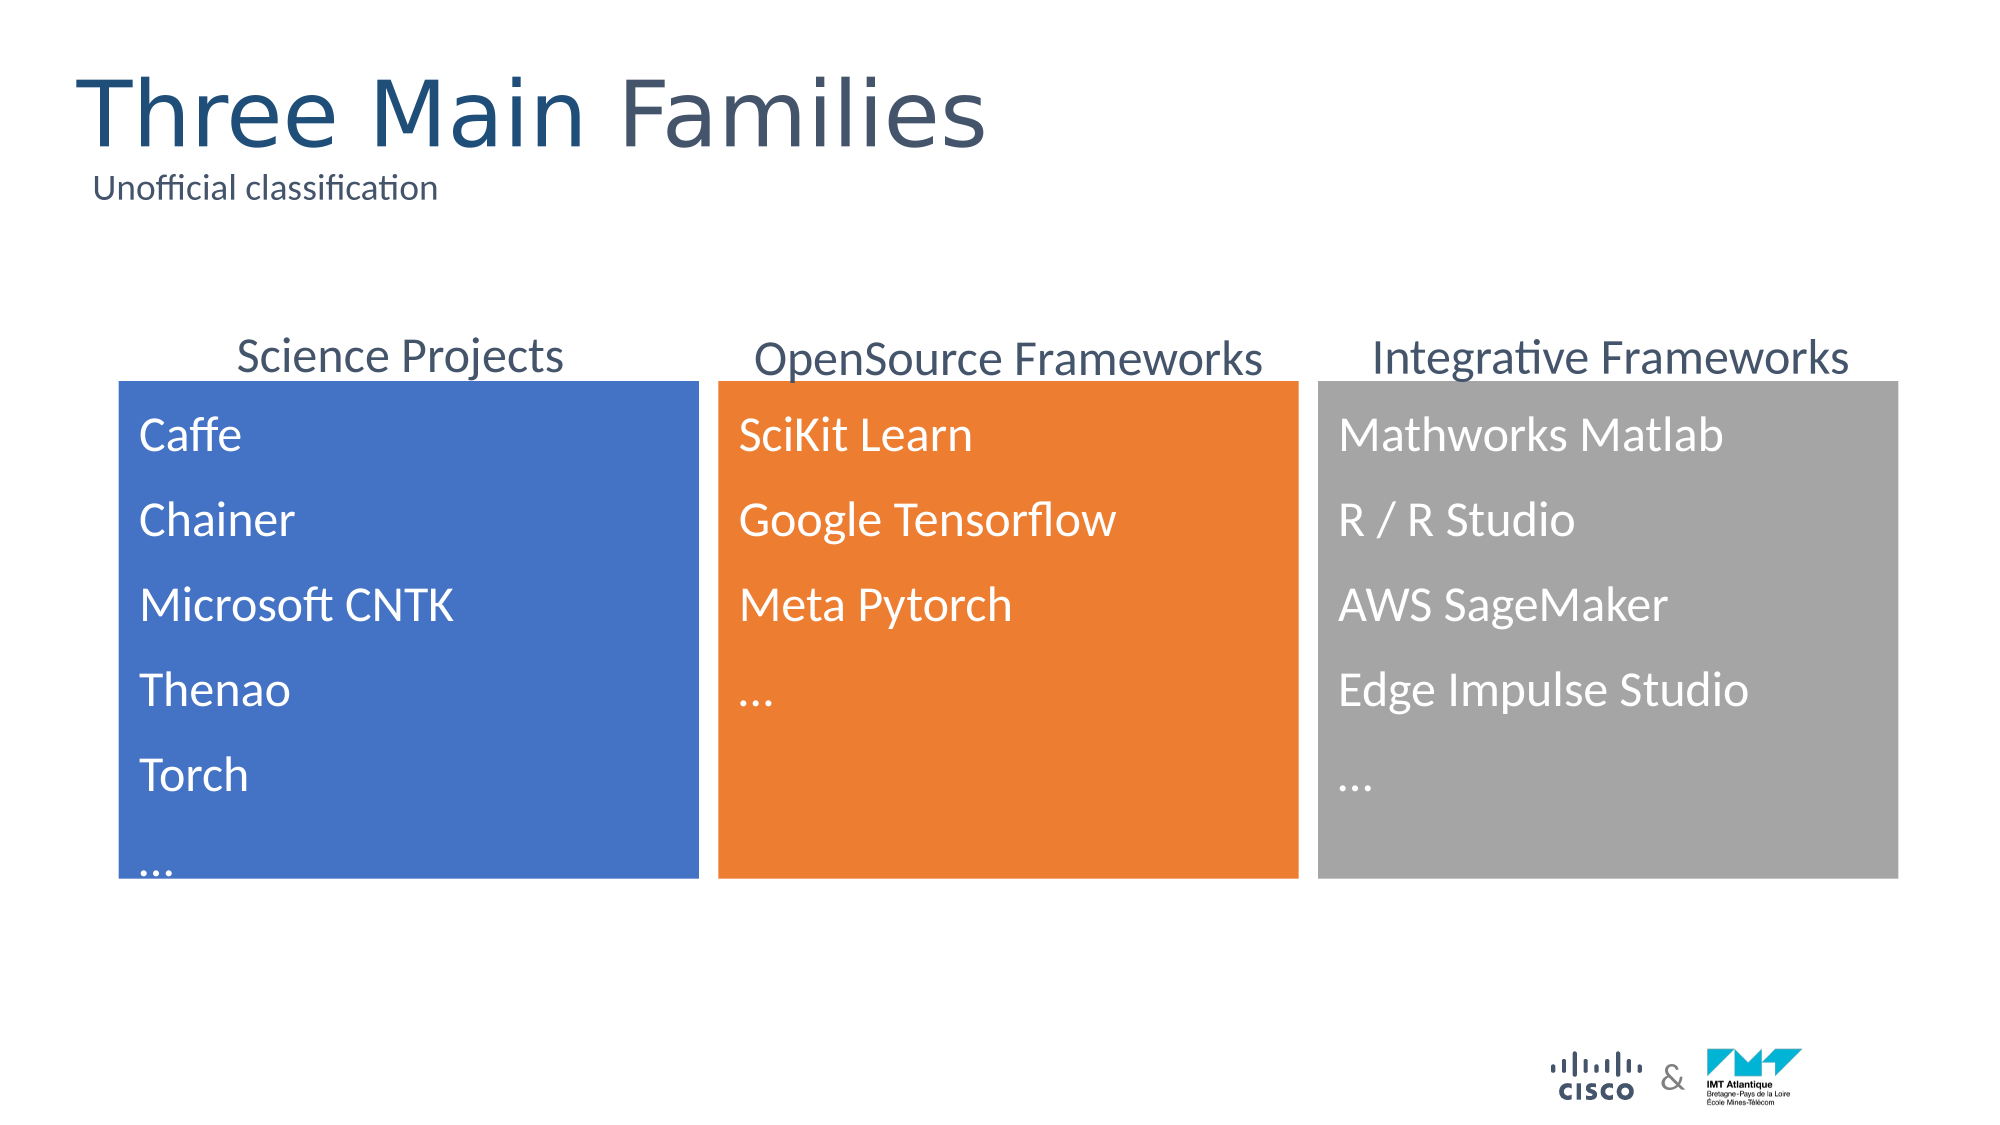 Three Main Families
Unofficial classification
Science Projects
Caffe
Chainer
Microsoft CNTK
Thenao
Torch
...
OpenSource Frameworks
SciKit Learn
Google Tensorflow
Meta Pytorch
...
Integrative Frameworks
Mathworks Matlab
R / R Studio
AWS SageMaker
Edge Impulse Studio
...
CISCO
&
IMT Atlantique
Bretagne-Pays de la Loire
École Mines-Télécom